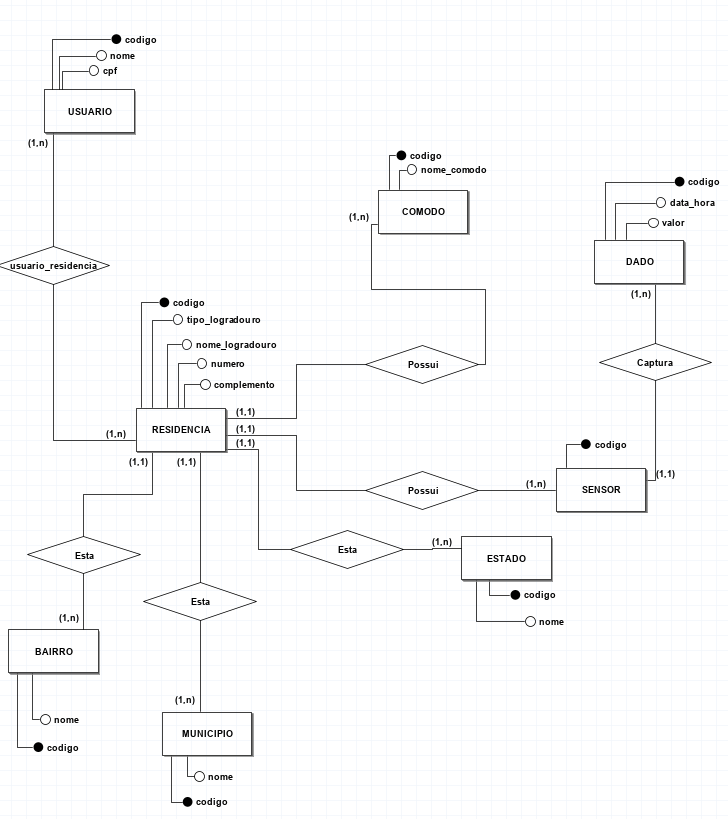 codigo
nome
cpf
USUARIO
(1,n)
usuario_residencia
codigo
nome_comodo
COMODO
(1,n)
codigo
data_hora
valor
DADO
(1,n)
Captura
codigo
tipo_logradouro
nome_logradouro
numero
complemento
RESIDENCIA
(1,n)
(1,1)
(1,1)
(1,1)
(1,1)
(1,1)
Possui
Possui
(1,n)
codigo
SENSOR
(1,1)
Esta
(1,n)
ESTADO
codigo
nome
Esta
(1,n)
BAIRRO
nome
codigo
Esta
(1,n)
MUNICIPIO
nome
codigo